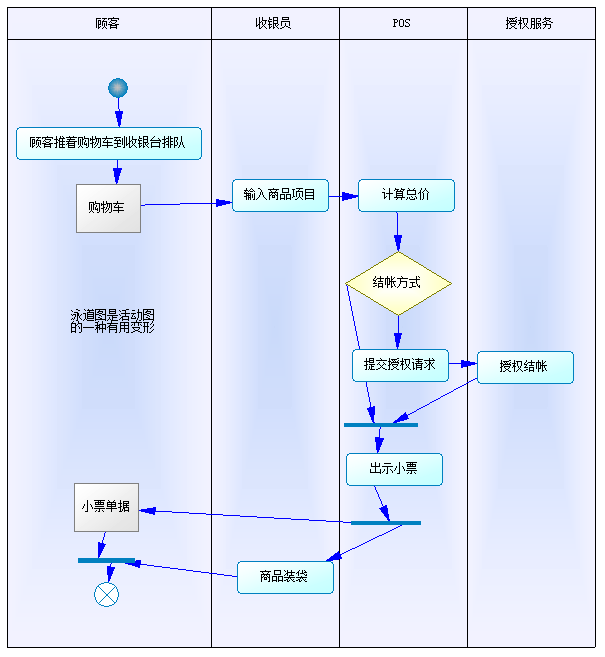 顾客
收银员
POS
授权服务
顾客推着购物车到收银台排队
购物车
输入商品项目
计算总价
结帐方式
泳道图是活动图
的一种有用变形
提交授权请求
授权结帐
出示小票
小票单据
商品装袋